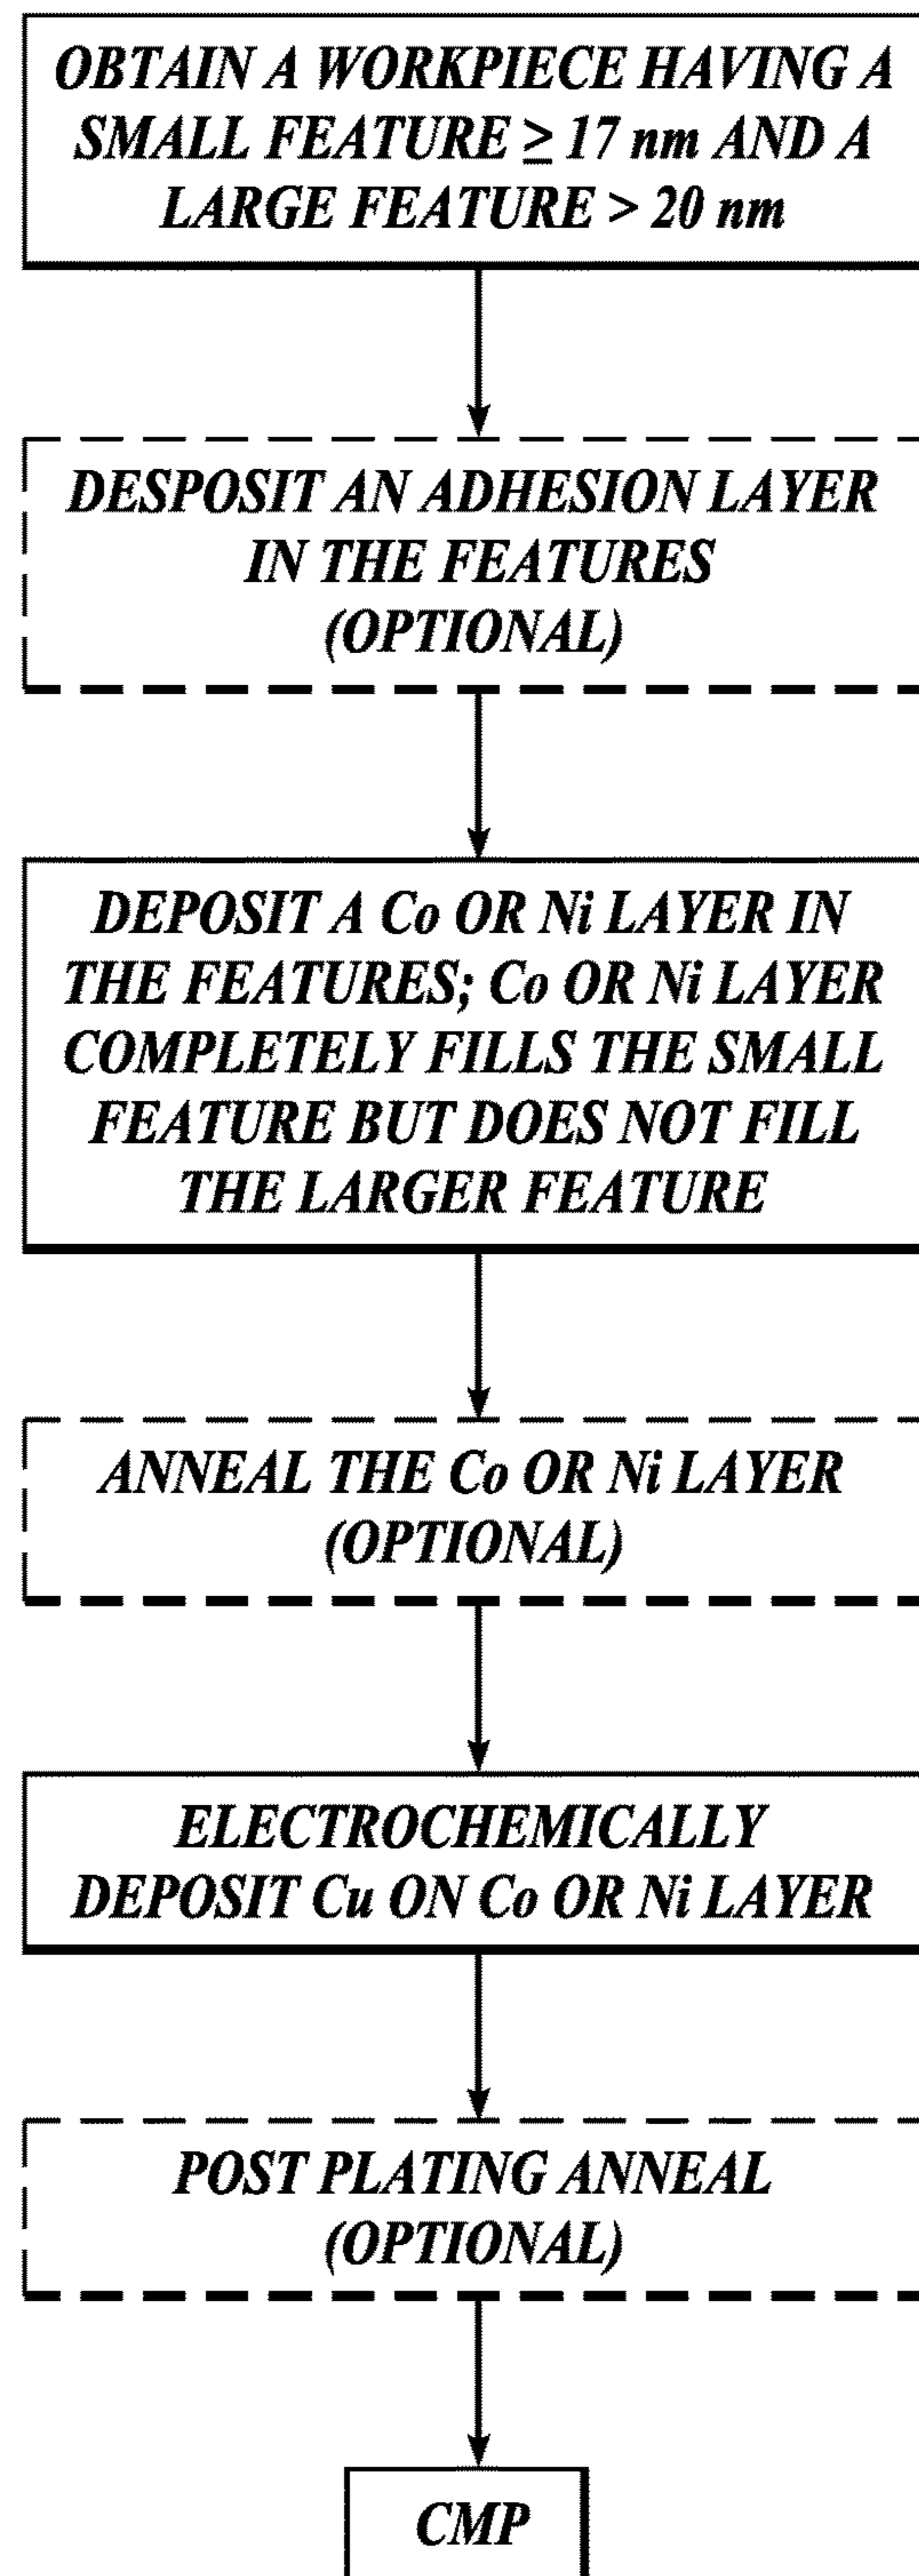 OBTAIN A WORKPIECE HAVING A
SMALL FEATURE ≥ 17 nm AND A
LARGE FEATURE > 20 nm
DESPOSIT AN ADHESION LAYER
IN THE FEATURES
(OPTIONAL)
DEPOSIT A Co OR Ni LAYER IN
THE FEATURES; Co OR Ni LAYER
COMPLETELY FILLS THE SMALL
FEATURE BUT DOES NOT FILL
THE LARGER FEATURE
ANNEAL THE Co OR Ni LAYER
(OPTIONAL)
ELECTROCHEMICALLY
DEPOSIT Cu ON Co OR Ni LAYER
POST PLATING ANNEAL
(OPTIONAL)
CMP